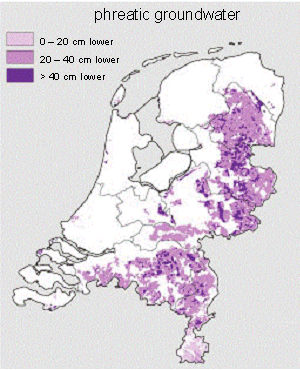 phreatic groundwater
0 – 20 cm lower
20 – 40 cm lower
> 40 cm lower